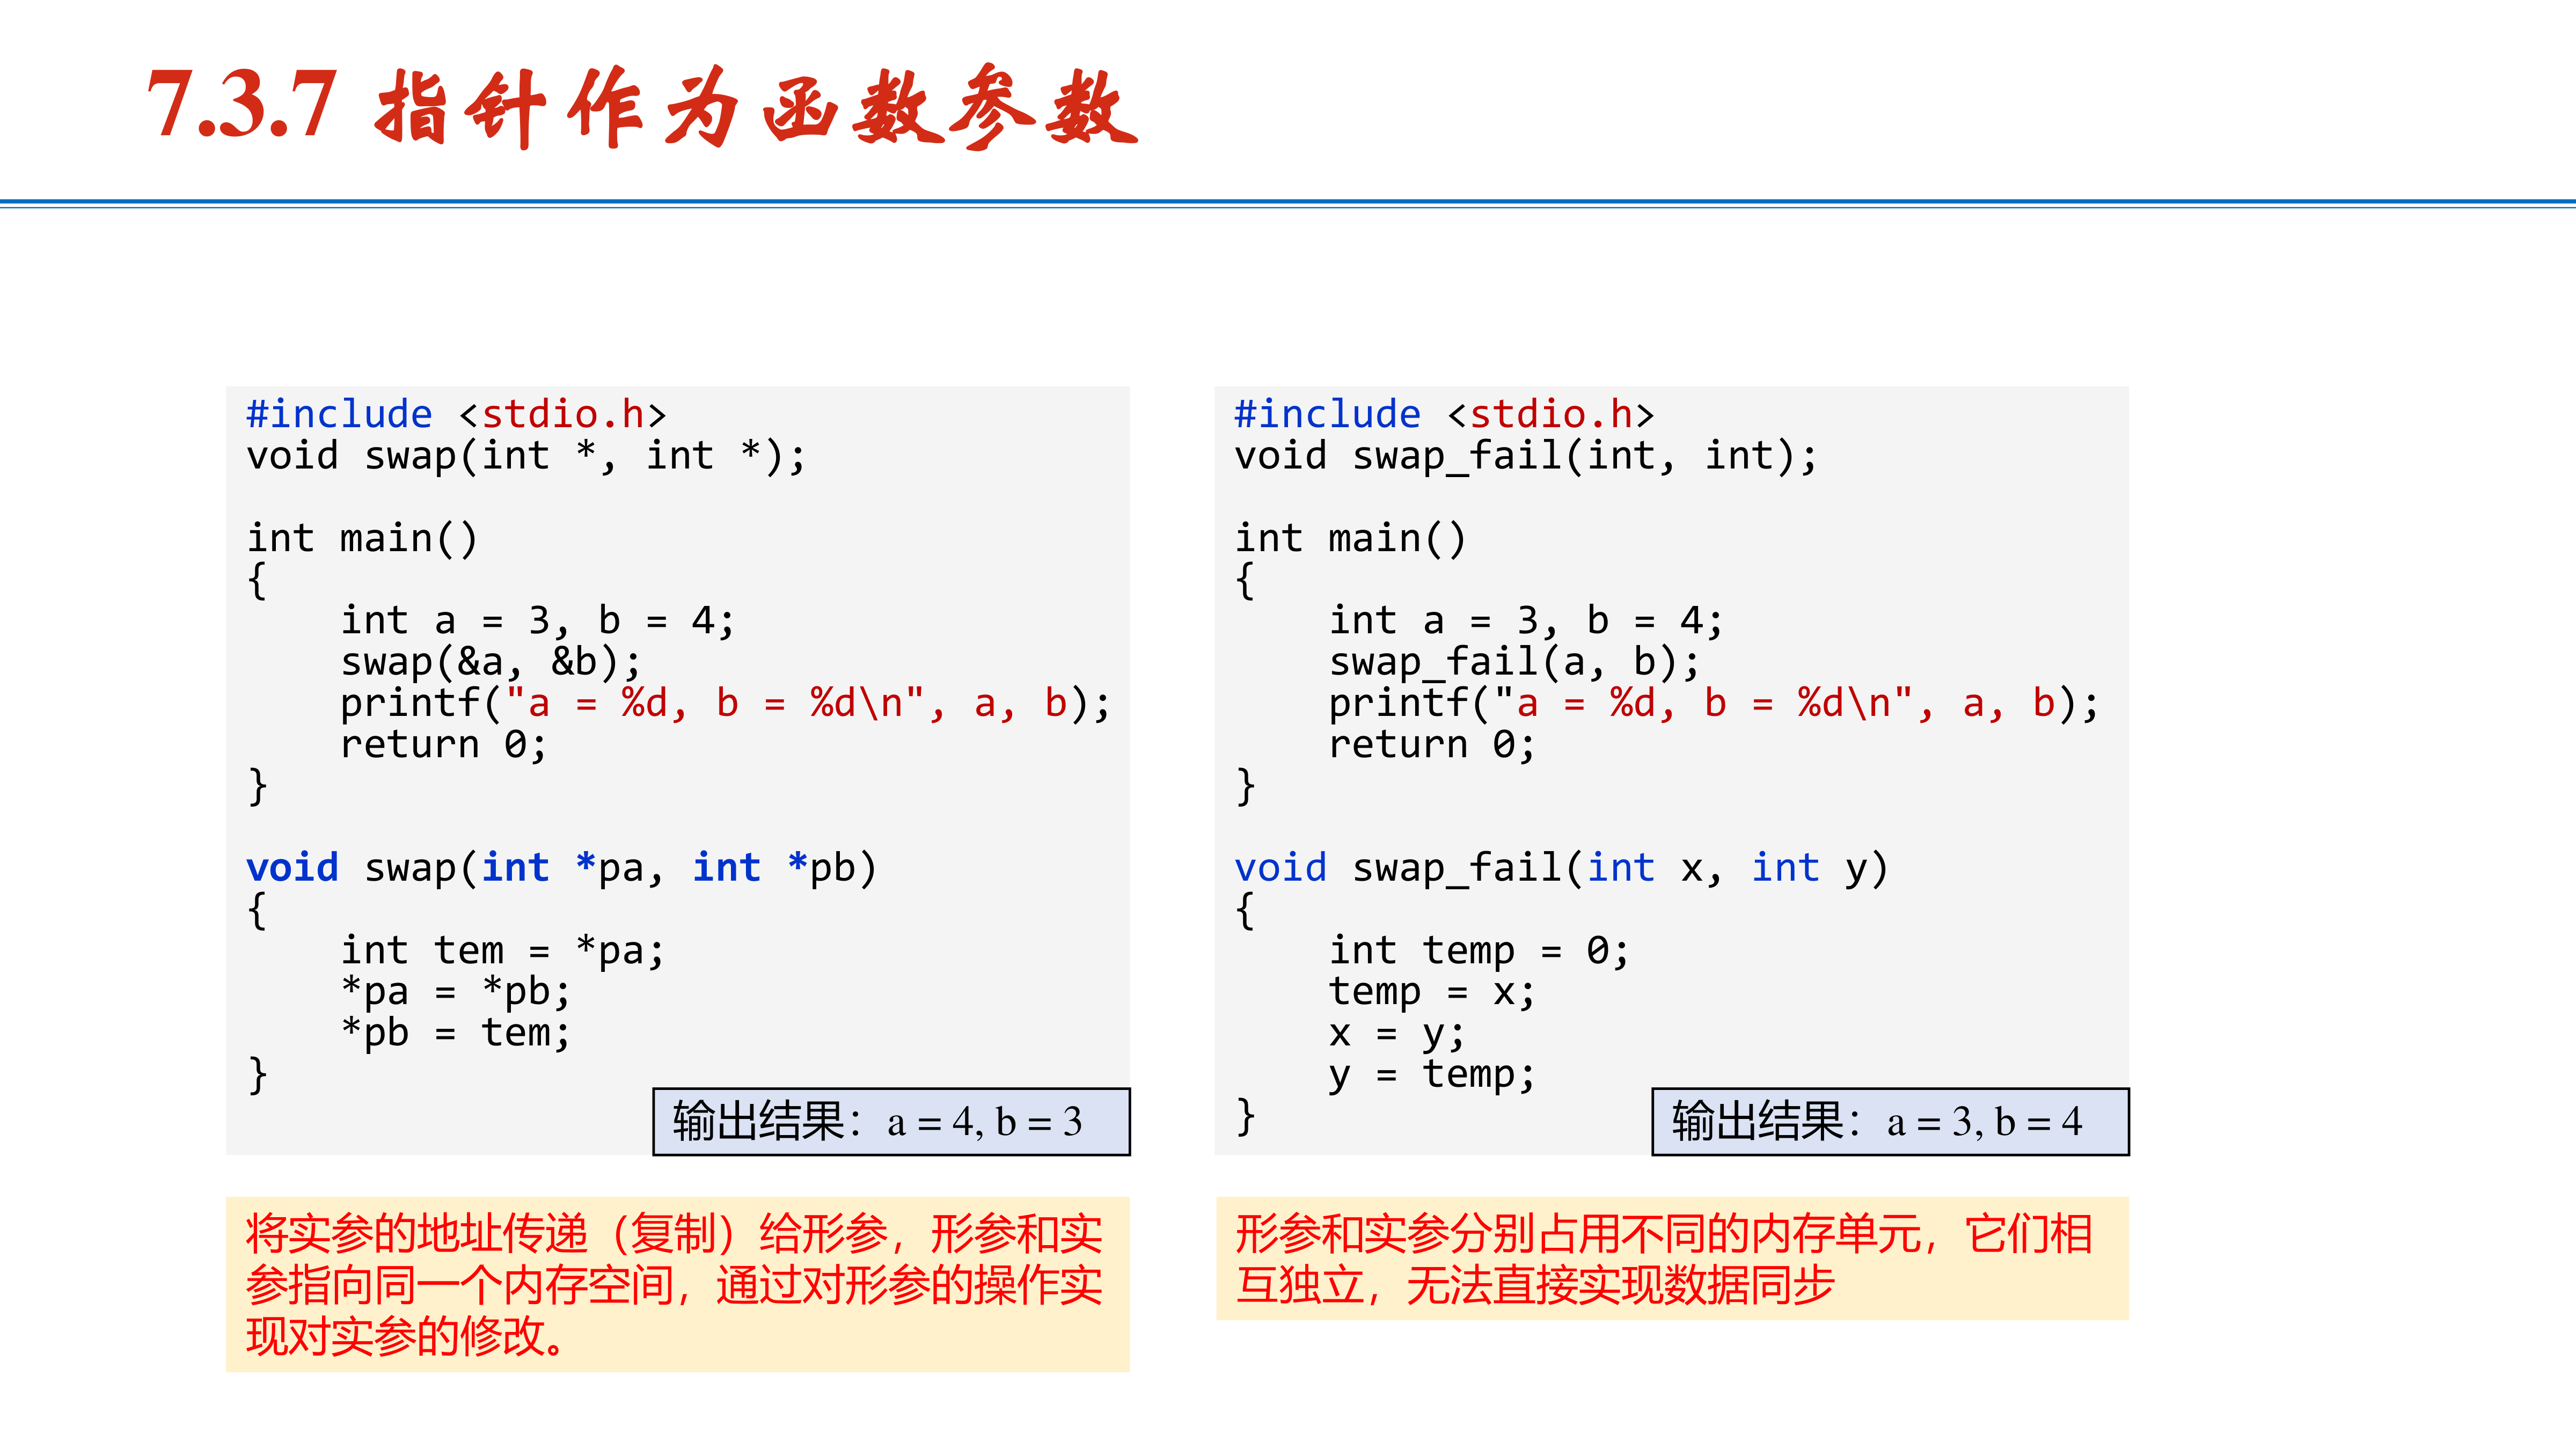 7.3.7 指针作为函数参数
#include <stdio.h>
void swap(int *, int *);
int main()
{
    int a = 3, b = 4;
    swap(&a, &b);
    printf("a = %d, b = %d\n", a, b);
    return 0;
}
void swap(int *pa, int *pb)
{
    int tem = *pa;
    *pa = *pb;
    *pb = tem;
}
输出结果：a = 4, b = 3
将实参的地址传递（复制）给形参，形参和实
参指向同一个内存空间，通过对形参的操作实
现对实参的修改。
#include <stdio.h>
void swap_fail(int, int);
int main()
{
    int a = 3, b = 4;
    swap_fail(a, b);
    printf("a = %d, b = %d\n", a, b);
    return 0;
}
void swap_fail(int x, int y)
{
    int temp = 0;
    temp = x;
    x = y;
    y = temp;
}
输出结果：a = 3, b = 4
形参和实参分别占用不同的内存单元，它们相
互独立，无法直接实现数据同步